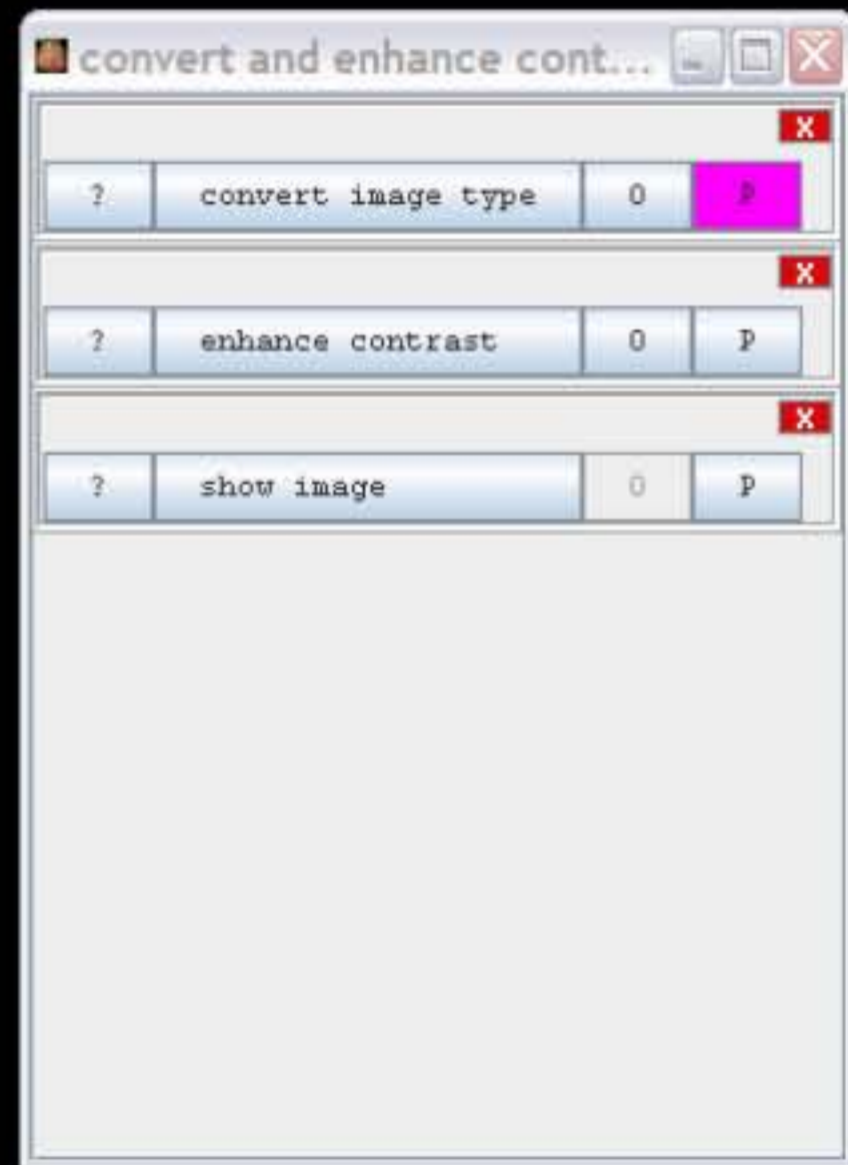 convert and enhance cont...
X
? convert image type O P
X
? enhance contrast O P
X
? show image O P